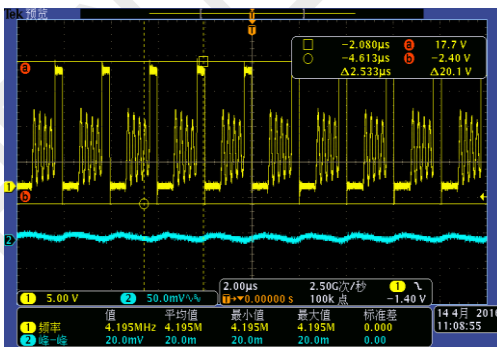 Tek 预览
□ -2.080µs a 17.7 V
○ -4.613µs b -2.40 V
Δ2.533µs Δ20.1 V
a
1
b
2
1 5.00 V 2 50.0mV
2.00µs 2.50G次/秒 1
T→▼0.00000 s 100k 点 -1.40 V
值 平均值 最小值 最大值 标准差
1 频率 4.195MHz 4.195M 4.195M 4.195M 0.000
2 峰-峰 20.0mV 20.0m 20.0m 20.0m 0.00
14 4月 2016
11:08:55